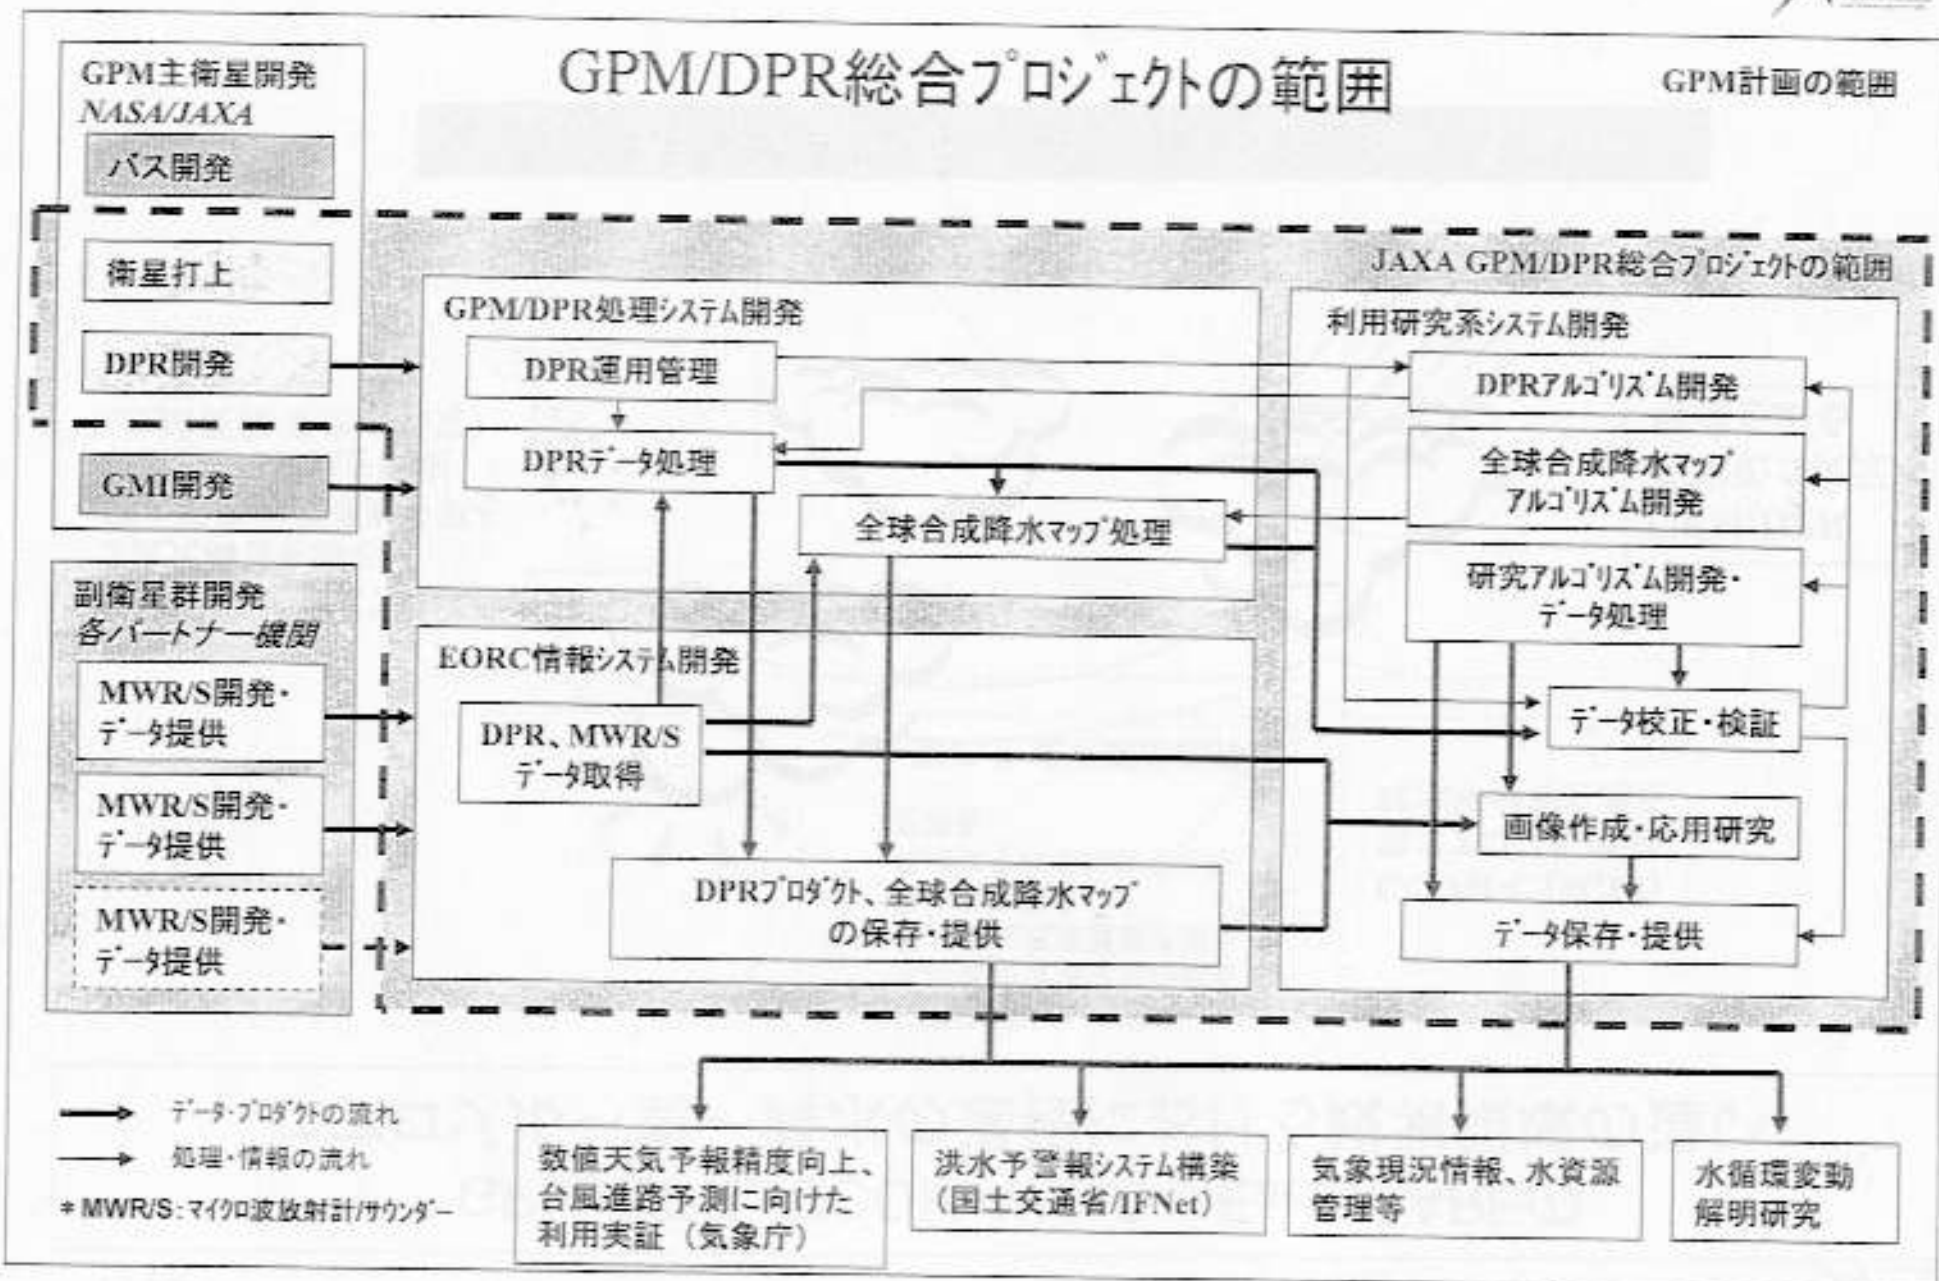 GPM/DPR総合プロジェクトの範囲
GPM計画の範囲
GPM主衛星開発
NASA/JAXA
バス開発
衛星打上
DPR開発
GMI開発
副衛星群開発
各パートナー機関
MWR/S開発・
データ提供
MWR/S開発・
データ提供
MWR/S開発・
データ提供
JAXA GPM/DPR総合プロジェクトの範囲
GPM/DPR処理システム開発
DPR運用管理
DPRデータ処理
全球合成降水マップ処理
EORC情報システム開発
DPR、MWR/S
データ取得
DPRプロダクト、全球合成降水マップ
の保存・提供
利用研究系システム開発
DPRアルゴリズム開発
全球合成降水マップ
アルゴリズム開発
研究アルゴリズム開発・
データ処理
データ校正・検証
画像作成・応用研究
データ保存・提供
データ・プロダクトの流れ
処理・情報の流れ
*MWR/S:マイクロ波放射計/サウンダー
数値天気予報精度向上、
台風進路予測に向けた
利用実証（気象庁）
洪水予警報システム構築
（国土交通省/IFNet）
気象現況情報、水資源
管理等
水循環変動
解明研究